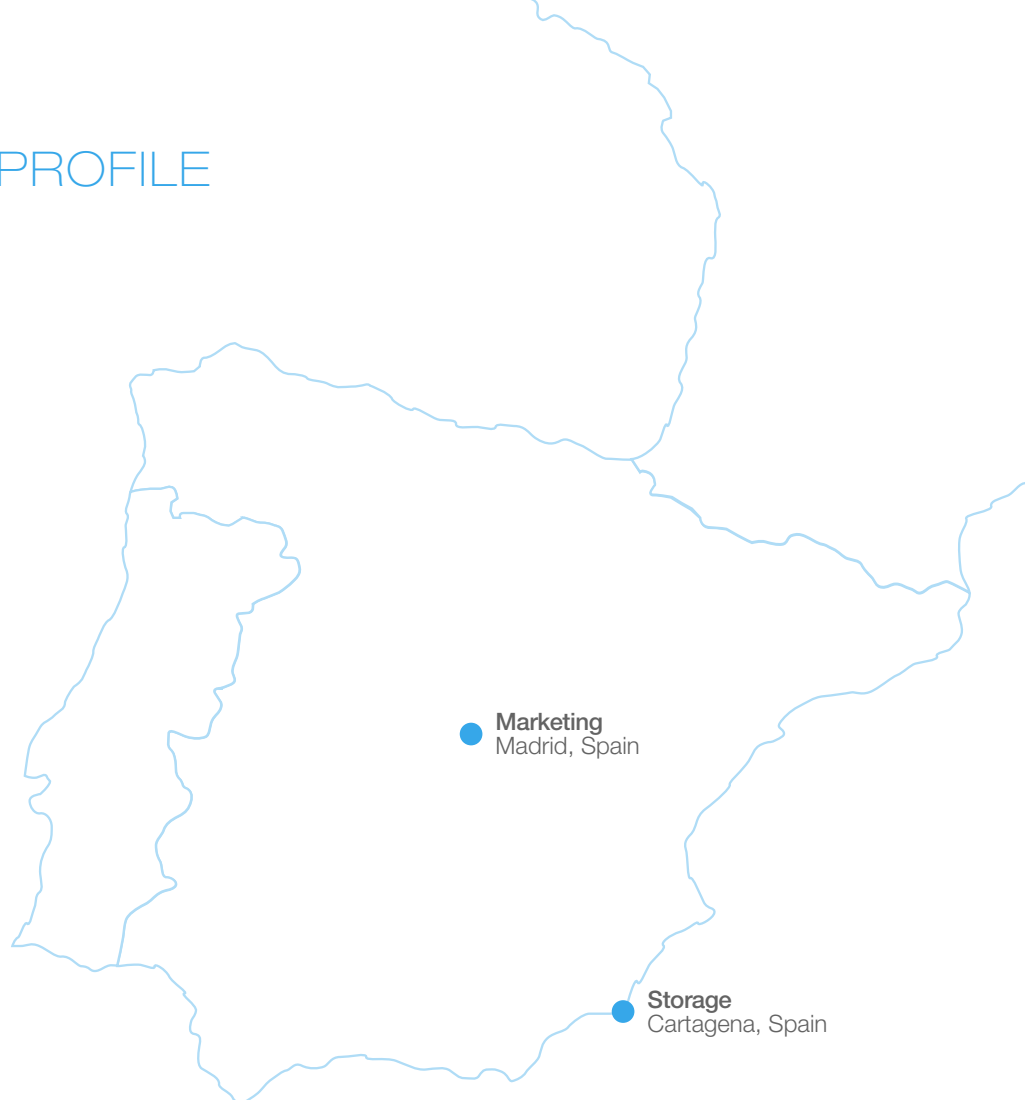 PROFILE
Marketing
Madrid, Spain
Storage
Cartagena, Spain